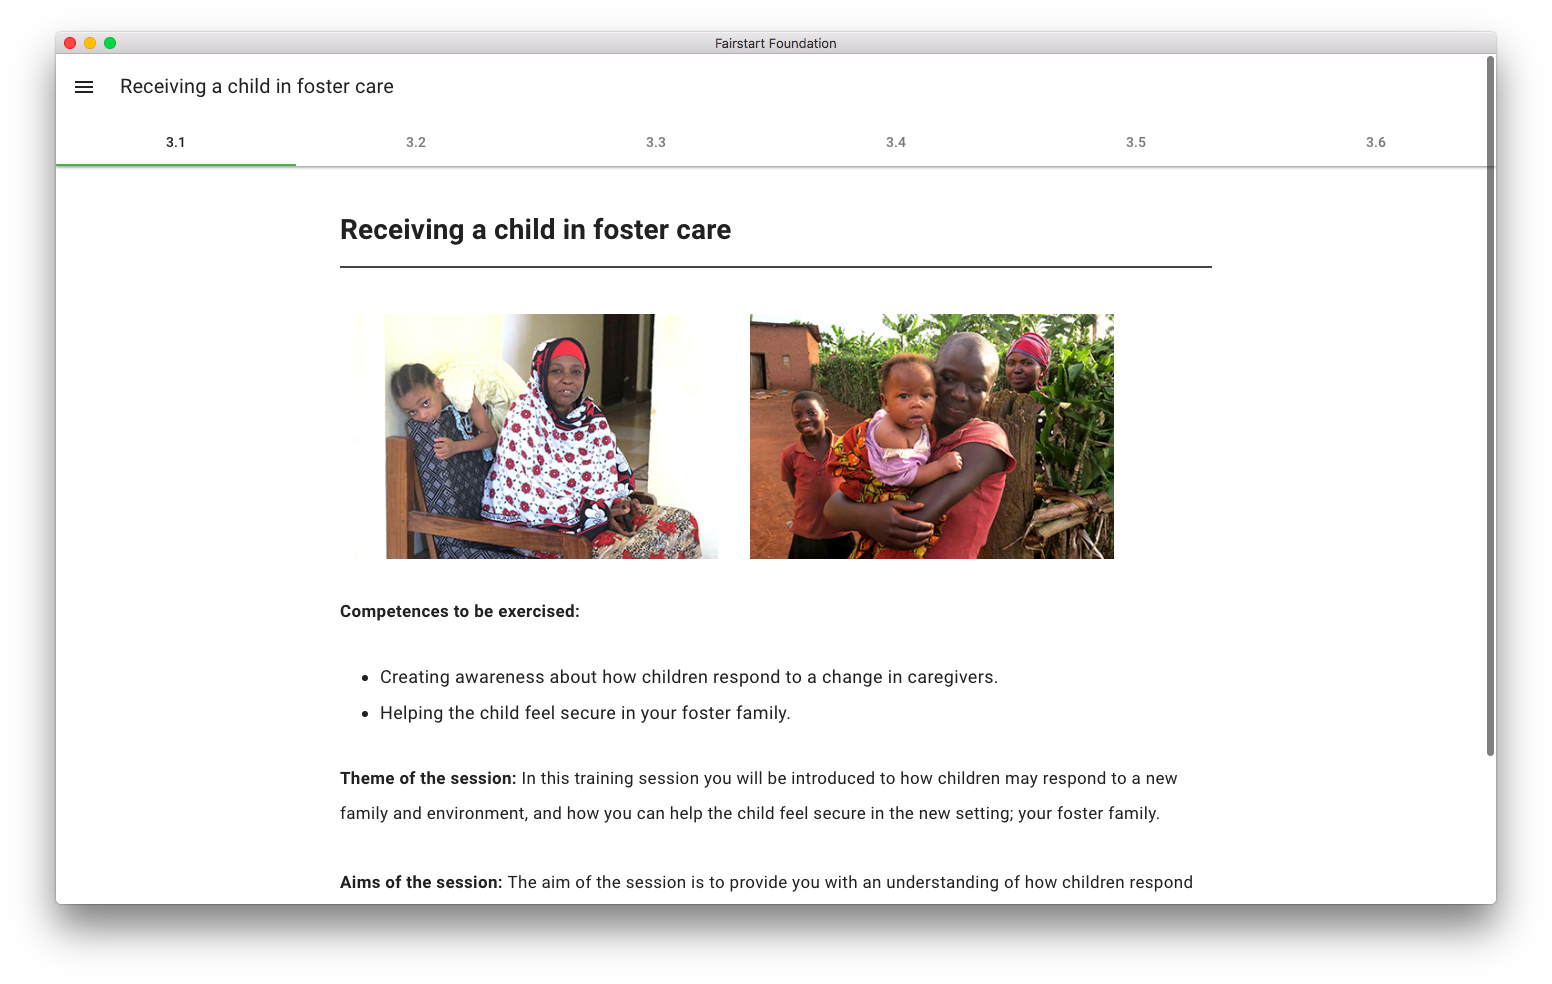 Fairstart Foundation
Receiving a child in foster care
3.1 3.2 3.3 3.4 3.5 3.6
Receiving a child in foster care
Competences to be exercised:
Creating awareness about how children respond to a change in caregivers.
Helping the child feel secure in your foster family.
Theme of the session: In this training session you will be introduced to how children may respond to a new
family and environment, and how you can help the child feel secure in the new setting; your foster family.
Aims of the session: The aim of the session is to provide you with an understanding of how children respond